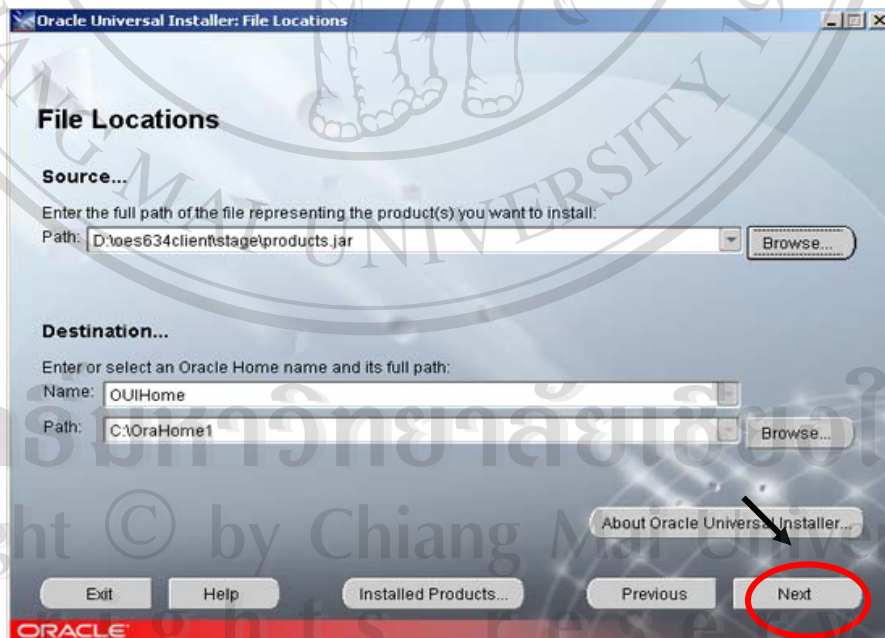 Oracle Universal Installer: File Locations
File Locations
Source...
Enter the full path of the file representing the product(s) you want to install:
Path: D:\oes634client\stage\products.jar Browse...
Destination...
Enter or select an Oracle Home name and its full path:
Name: OUIHome
Path: C:\OraHome1 Browse...
About Oracle Universal Installer...
by Chiang Mai
Exit Help Installed Products... Previous Next
ORACLE